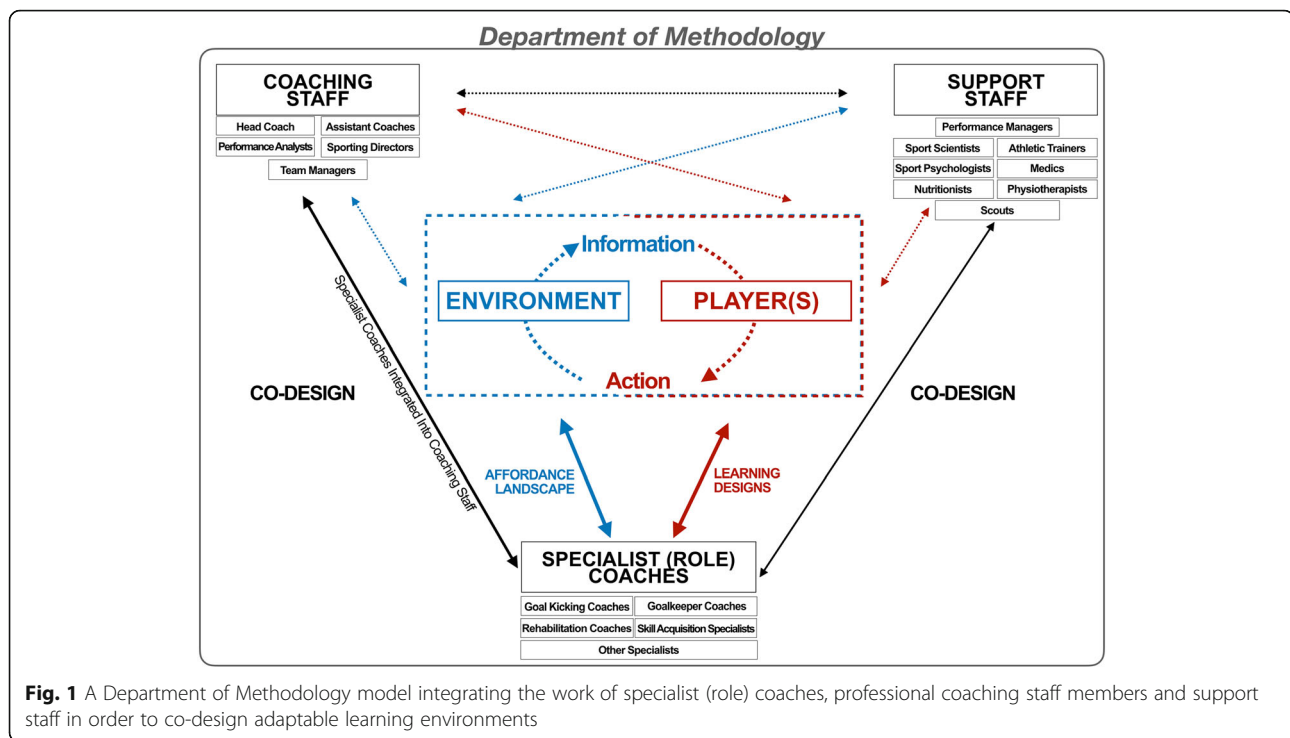 Department of Methodology
COACHING
STAFF
Head Coach
Assistant Coaches
Performance Analysts
Sporting Directors
Team Managers
SUPPORT
STAFF
Performance Managers
Sport Scientists
Athletic Trainers
Sport Psychologists
Medics
Nutritionists
Physiotherapists
Scouts
Information
ENVIRONMENT
PLAYER(S)
Action
Specialist Coaches Integrated Into Coaching Staff
CO-DESIGN
CO-DESIGN
AFFORDANCE
LANDSCAPE
LEARNING
DESIGNS
SPECIALIST (ROLE)
COACHES
Goal Kicking Coaches
Goalkeeper Coaches
Rehabilitation Coaches
Skill Acquisition Specialists
Other Specialists
Fig. 1 A Department of Methodology model integrating the work of specialist (role) coaches, professional coaching staff members and support
staff in order to co-design adaptable learning environments